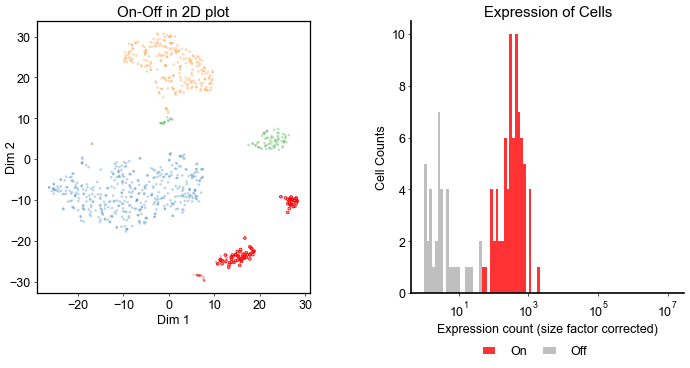 On-Off in 2D plot
30
20
10
0
−10
−20
−30
Dim 2
−20 −10 0 10 20 30
Dim 1
Expression of Cells
10
8
6
4
2
0
Cell Counts
10^1 10^3 10^5 10^7
Expression count (size factor corrected)
On Off